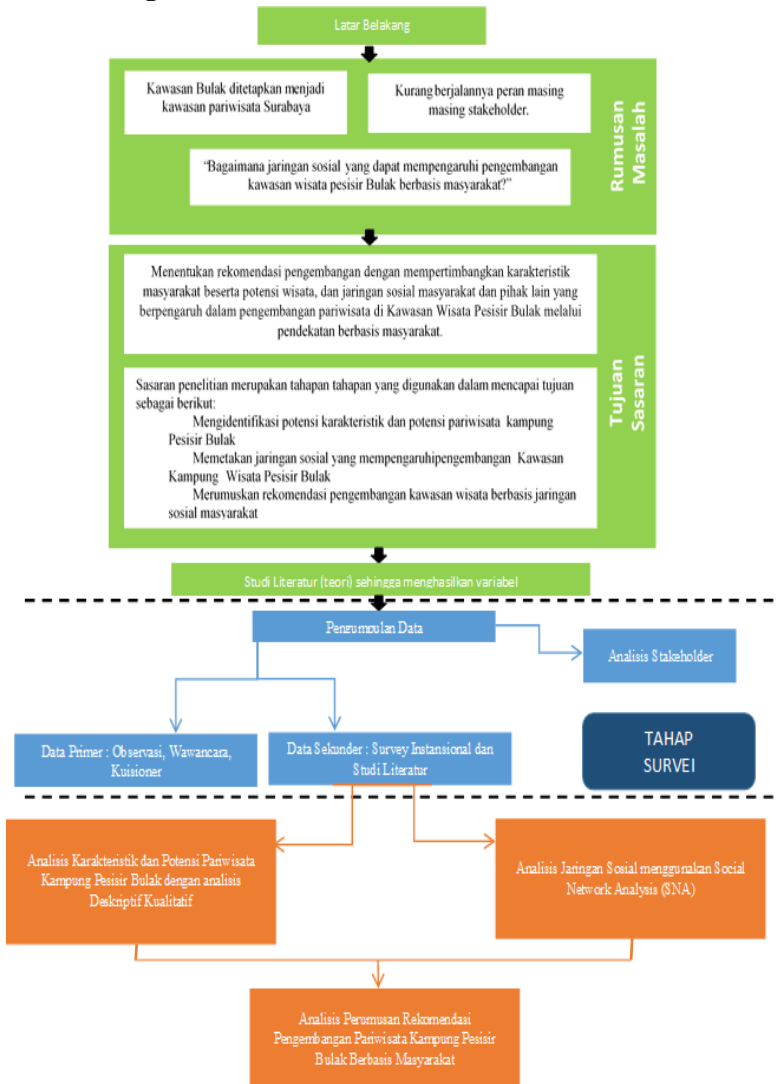 Latar Belakang
Kawasan Bulak ditetapkan menjadi
kawasan pariwisata Surabaya
Kurang berjalannya peran masing
masing stakeholder.
“Bagaimana jaringan sosial yang dapat mempengaruhi pengembangan
kawasan wisata pesisir Bulak berbasis masyarakat?”
Rumusan
Masalah
Menentukan rekomendasi pengembangan dengan mempertimbangkan karakteristik
masyarakat beserta potensi wisata, dan jaringan sosial masyarakat dan pihak lain yang
berpengaruh dalam pengembangan pariwisata di Kawasan Wisata Pesisir Bulak melalui
pendekatan berbasis masyarakat.
Sasaran penelitian merupakan tahapan tahapan yang digunakan dalam mencapai tujuan
sebagai berikut:
Mengidentifikasi potensi karakteristik dan potensi pariwisata kampung
Pesisir Bulak
Memetakan jaringan sosial yang mempengaruhipengembangan Kawasan
Kampung Wisata Pesisir Bulak
Merumuskan rekomendasi pengembangan kawasan wisata berbasis jaringan
sosial masyarakat
Tujuan
Sasaran
Studi Literatur (teori) sehingga menghasilkan variabel
Pengumpulan Data
Analisis Stakeholder
Data Primer : Observasi, Wawancara,
Kuisioner
Data Sekunder : Survey Instansional dan
Studi Literatur
TAHAP
SURVEI
Analisis Karakteristik dan Potensi Pariwisata
Kampung Pesisir Bulak dengan analisis
Deskriptif Kualitatif
Analisis Jaringan Sosial menggunakan Social
Network Analysis (SNA)
Analisis Perumusan Rekomendasi
Pengembangan Pariwisata Kampung Pesisir
Bulak Berbasis Masyarakat